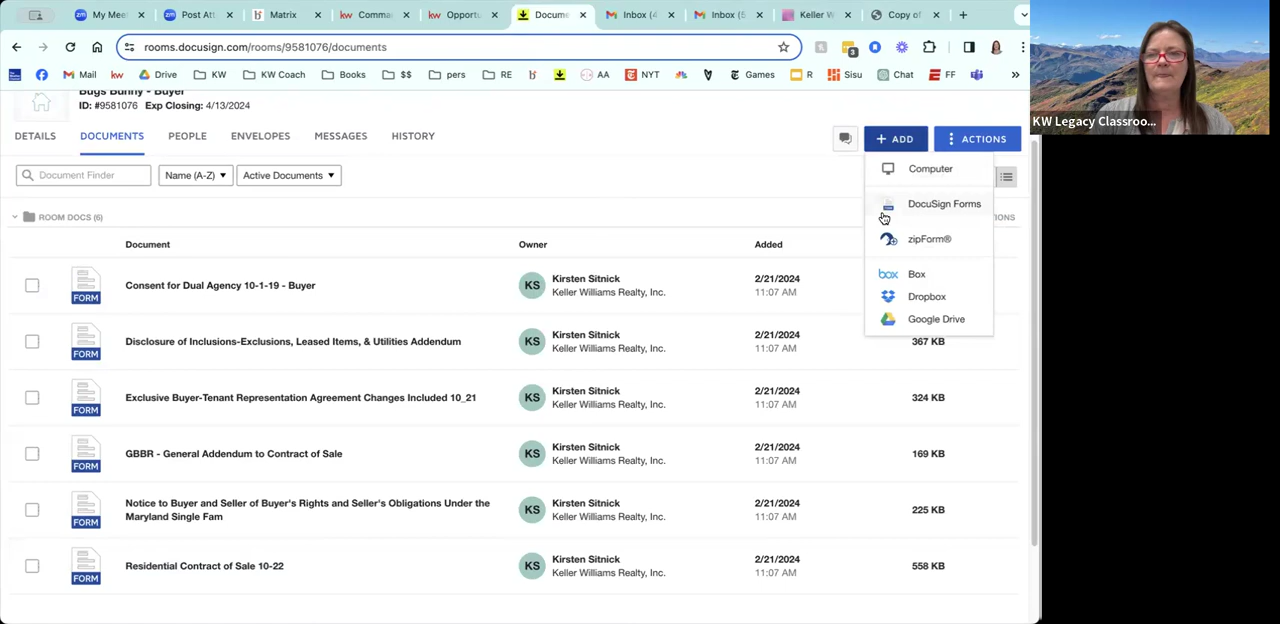 My Mee
Post Att
Matrix
kw Comma
kw Opportu
Docume
Inbox (4
Inbox (5
Keller W
Copy of
rooms.docusign.com/rooms/9581076/documents
3
Mail
kw
Drive
KW
KW Coach
Books
$$
pers
RE
AA
NYT
Games
R
Sisu
Chat
FF
»
KW Legacy Classroo...
Bugs Bunny - Buyer
ID: #9581076 Exp Closing: 4/13/2024
DETAILS
DOCUMENTS
PEOPLE
ENVELOPES
MESSAGES
HISTORY
+ ADD
ACTIONS
Document Finder
Name (A-Z)
Active Documents
Computer
DocuSign Forms
zipForm®
box Box
Dropbox
Google Drive
ROOM DOCS (6)
IONS
Document
Owner
Added
FORM
Consent for Dual Agency 10-1-19 - Buyer
KS
Kirsten Sitnick
Keller Williams Realty, Inc.
2/21/2024
11:07 AM
FORM
Disclosure of Inclusions-Exclusions, Leased Items, & Utilities Addendum
KS
Kirsten Sitnick
Keller Williams Realty, Inc.
2/21/2024
11:07 AM
367 KB
FORM
Exclusive Buyer-Tenant Representation Agreement Changes Included 10_21
KS
Kirsten Sitnick
Keller Williams Realty, Inc.
2/21/2024
11:07 AM
324 KB
FORM
GBBR - General Addendum to Contract of Sale
KS
Kirsten Sitnick
Keller Williams Realty, Inc.
2/21/2024
11:07 AM
169 KB
FORM
Notice to Buyer and Seller of Buyer's Rights and Seller's Obligations Under the
Maryland Single Fam
KS
Kirsten Sitnick
Keller Williams Realty, Inc.
2/21/2024
11:07 AM
225 KB
FORM
Residential Contract of Sale 10-22
KS
Kirsten Sitnick
Keller Williams Realty, Inc.
2/21/2024
11:07 AM
558 KB